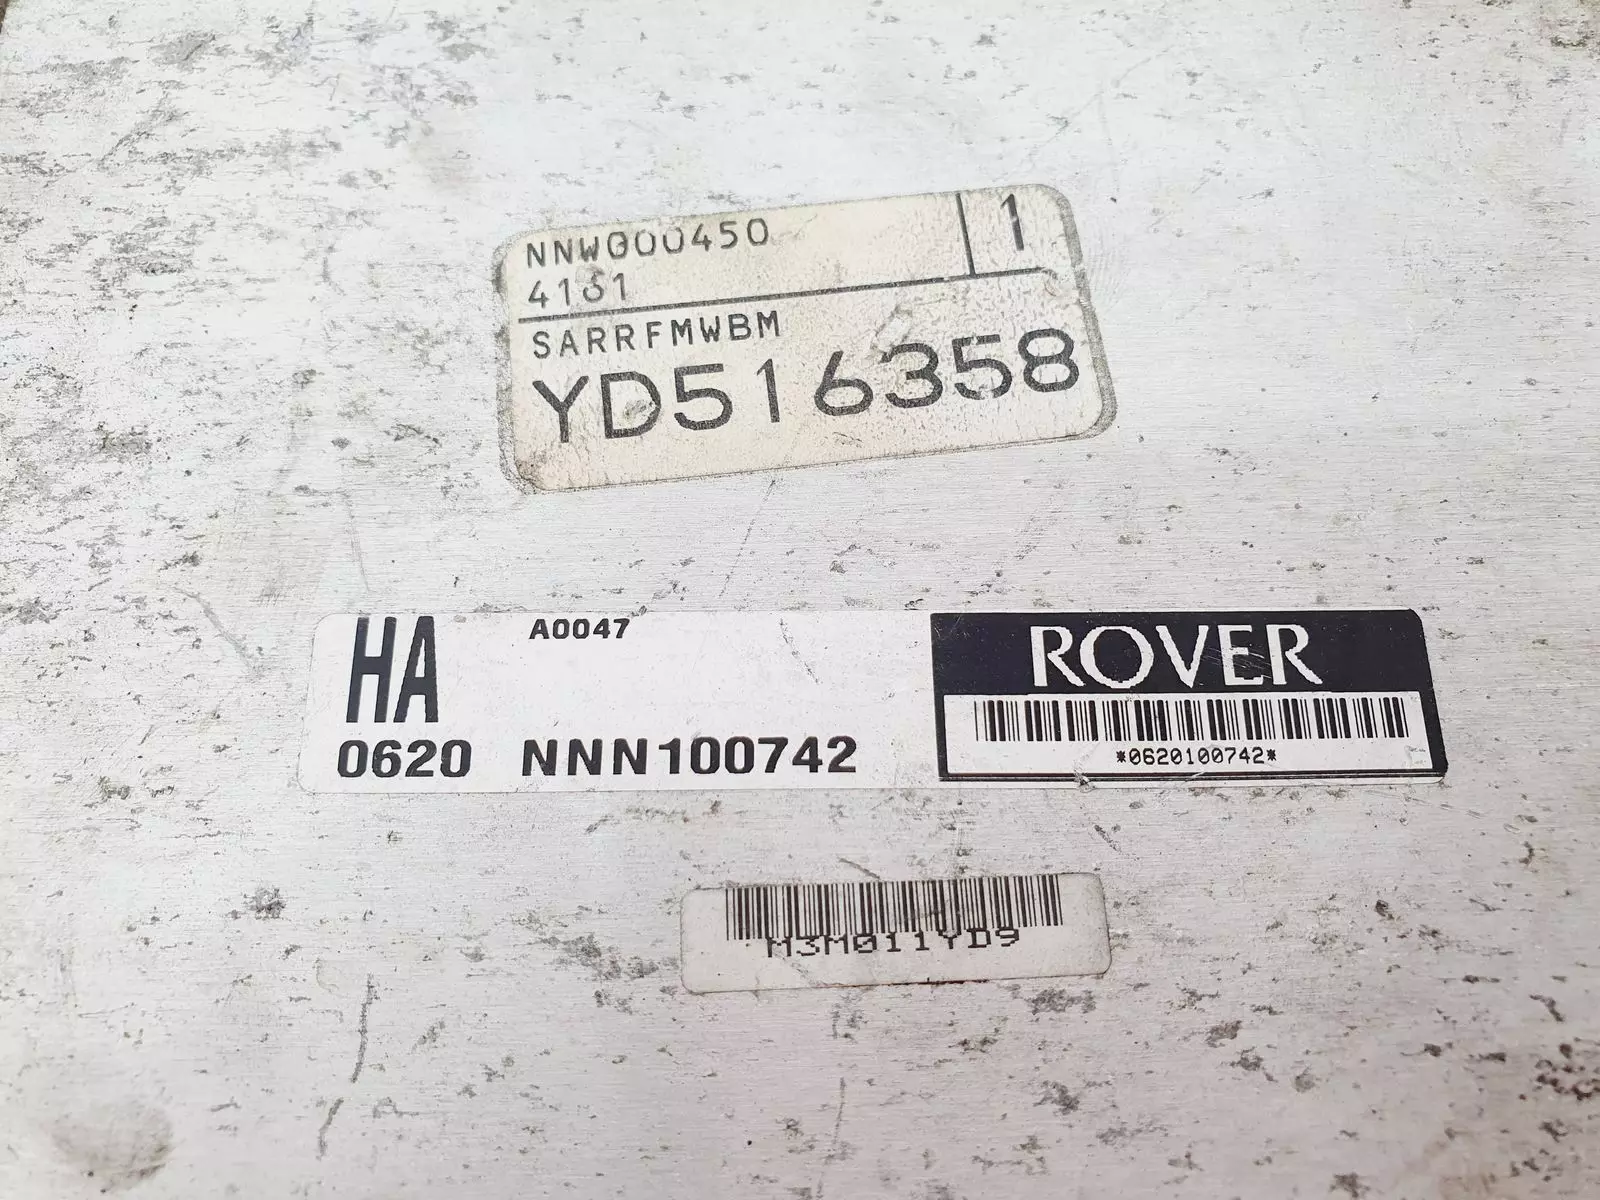 NNW000450
1
4131
SARRFMWBM
YD516358
HA
A0047
ROVER
0620 NNN100742
*0620100742*
M3M011YD9